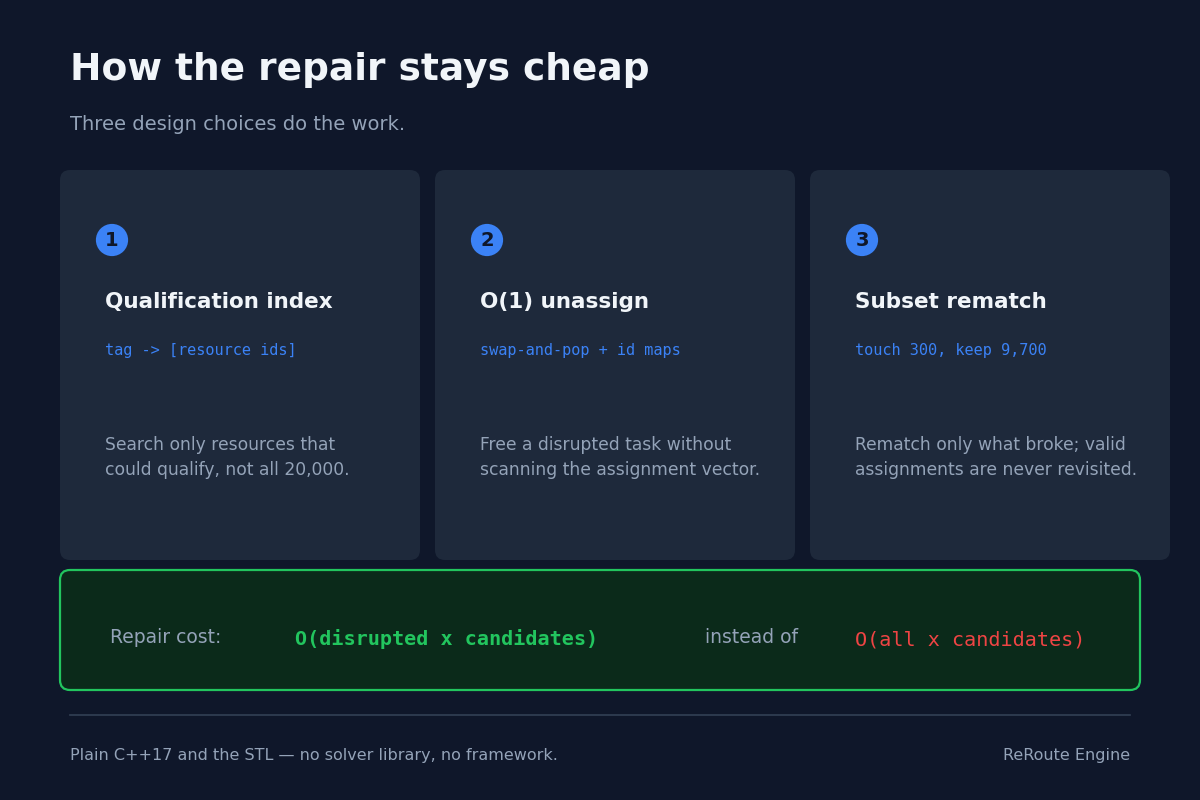 How the repair stays cheap
Three design choices do the work.
1
Qualification index
tag -> [resource ids]
Search only resources that
could qualify, not all 20,000.
2
O(1) unassign
swap-and-pop + id maps
Free a disrupted task without
scanning the assignment vector.
3
Subset rematch
touch 300, keep 9,700
Rematch only what broke; valid
assignments are never revisited.
Repair cost: O(disrupted x candidates) instead of O(all x candidates)
Plain C++17 and the STL — no solver library, no framework.
ReRoute Engine